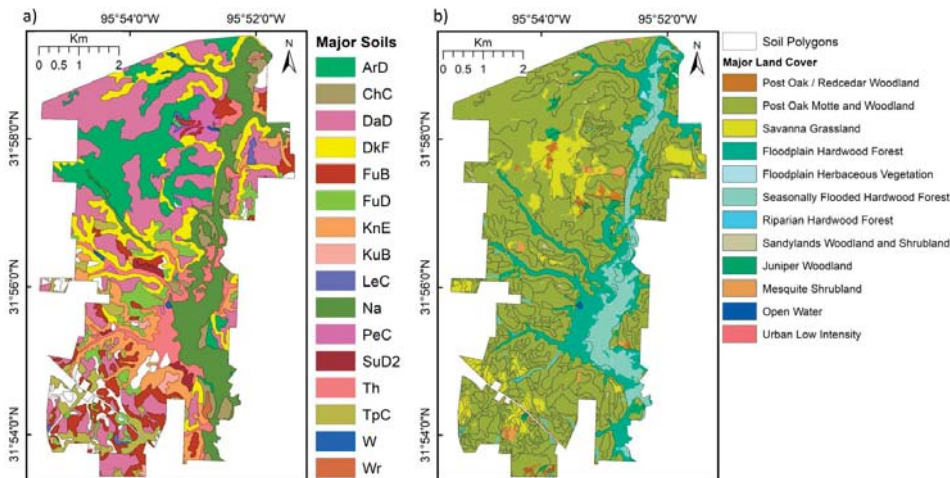 a)
95°54'0"W
95°52'0"W
Km
0 0.5 1 2
N
31°58'0"N
31°56'0"N
31°54'0"N
Major Soils
ArD
ChC
DaD
DkF
FuB
FuD
KnE
KuB
LeC
Na
PeC
SuD2
Th
TpC
W
Wr
b)
95°54'0"W
95°52'0"W
Km
0 0.5 1 2
N
31°58'0"N
31°56'0"N
31°54'0"N
Soil Polygons
Major Land Cover
Post Oak / Redcedar Woodland
Post Oak Motte and Woodland
Savanna Grassland
Floodplain Hardwood Forest
Floodplain Herbaceous Vegetation
Seasonally Flooded Hardwood Forest
Riparian Hardwood Forest
Sandylands Woodland and Shrubland
Juniper Woodland
Mesquite Shrubland
Open Water
Urban Low Intensity